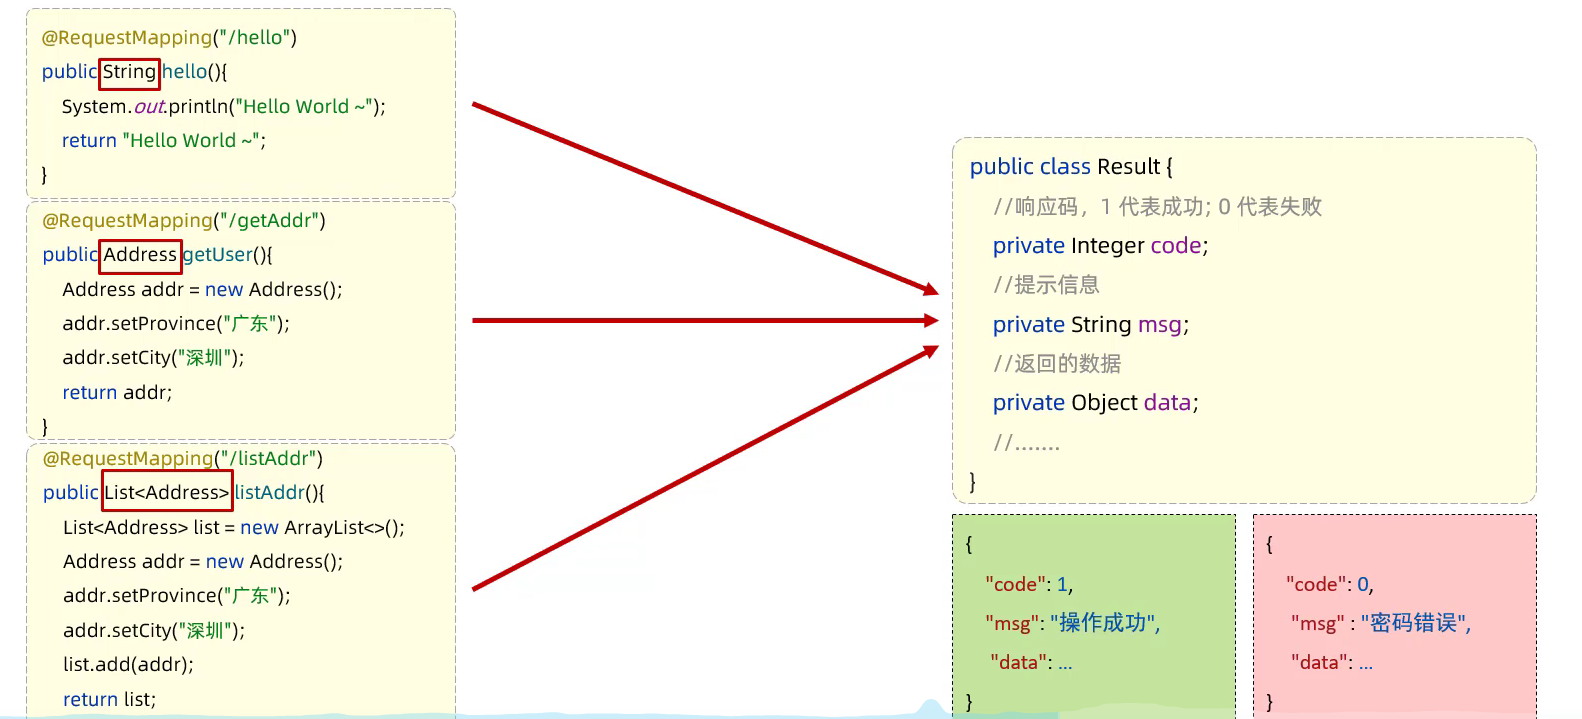 @RequestMapping("/hello")
public String hello(){
System.out.println("Hello World ~");
return "Hello World ~";
}
@RequestMapping("/getAddr")
public Address getUser(){
Address addr = new Address();
addr.setProvince("广东");
addr.setCity("深圳");
return addr;
}
@RequestMapping("/listAddr")
public List<Address> listAddr(){
List<Address> list = new ArrayList<>();
Address addr = new Address();
addr.setProvince("广东");
addr.setCity("深圳");
list.add(addr);
return list;
public class Result {
//响应码，1 代表成功; 0 代表失败
private Integer code;
//提示信息
private String msg;
//返回的数据
private Object data;
//.......
}
{
"code": 1,
"msg": "操作成功",
"data": ...
}
{
"code": 0,
"msg" : "密码错误",
"data": ...
}